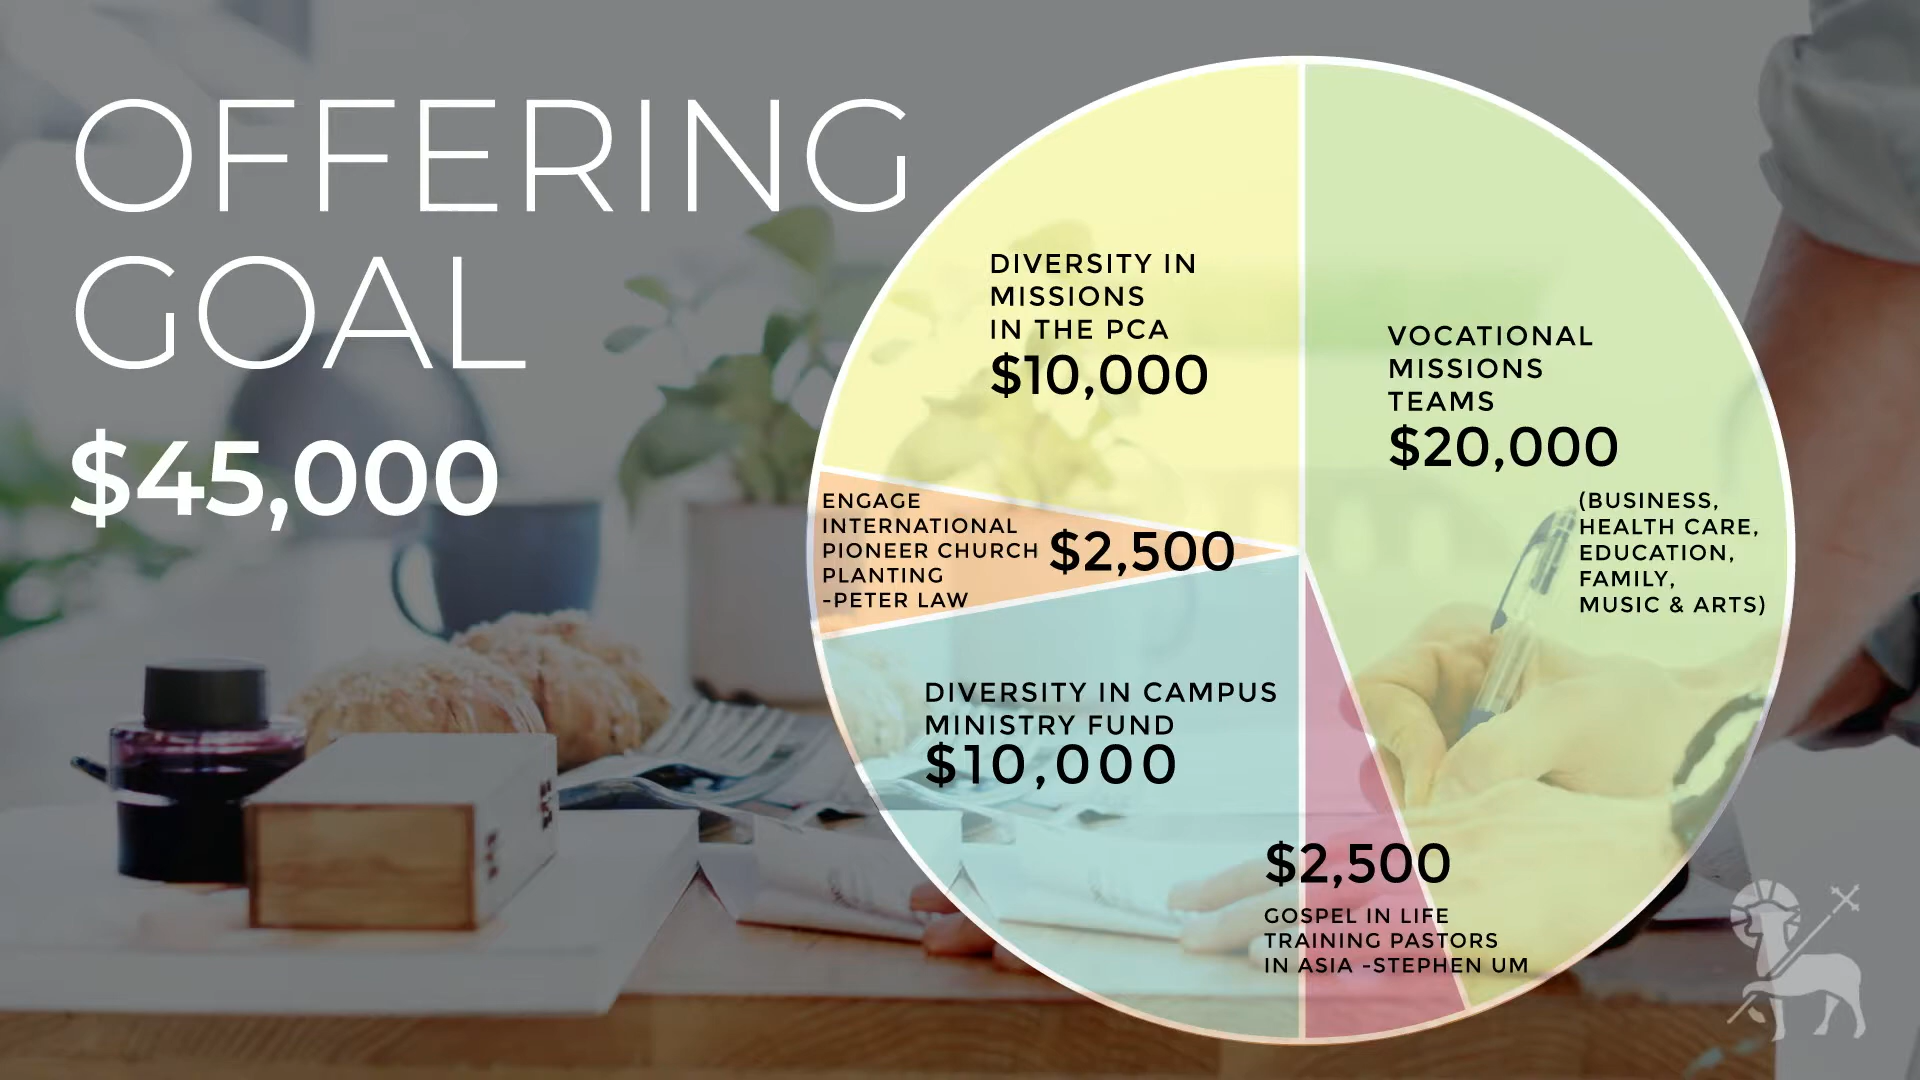 OFFERING
GOAL
$45,000
DIVERSITY IN
MISSIONS
IN THE PCA
$10,000
VOCATIONAL
MISSIONS
TEAMS
$20,000
(BUSINESS,
HEALTH CARE,
EDUCATION,
FAMILY,
MUSIC & ARTS)
ENGAGE
INTERNATIONAL
PIONEER CHURCH
PLANTING
-PETER LAW
$2,500
DIVERSITY IN CAMPUS
MINISTRY FUND
$10,000
$2,500
GOSPEL IN LIFE
TRAINING PASTORS
IN ASIA -STEPHEN UM